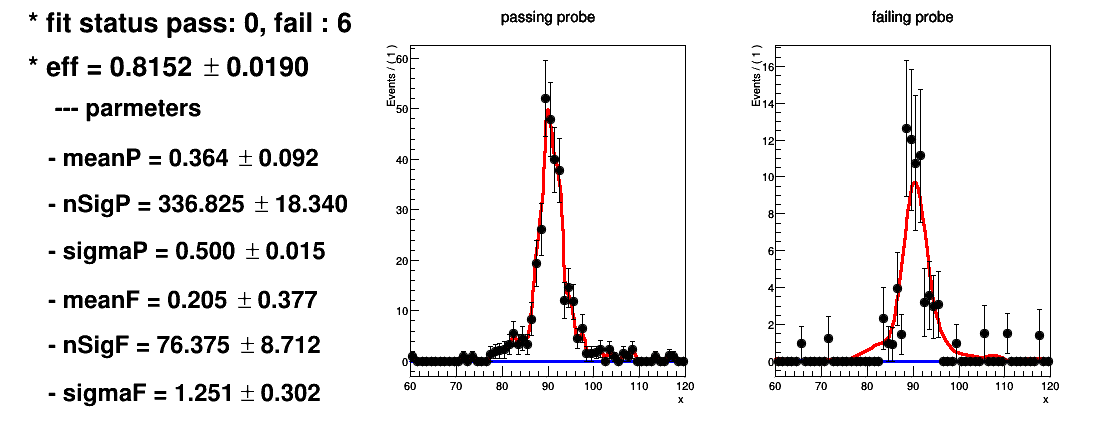 * fit status pass: 0, fail : 6
* eff = 0.8152 ± 0.0190
--- parmeters
- meanP = 0.364 ± 0.092
- nSigP = 336.825 ± 18.340
- sigmaP = 0.500 ± 0.015
- meanF = 0.205 ± 0.377
- nSigF = 76.375 ± 8.712
- sigmaF = 1.251 ± 0.302
passing probe
Events / ( 1 )
60
50
40
30
20
10
0
60 70 80 90 100 110 120
x
failing probe
Events / ( 1 )
16
14
12
10
8
6
4
2
0
60 70 80 90 100 110 120
x